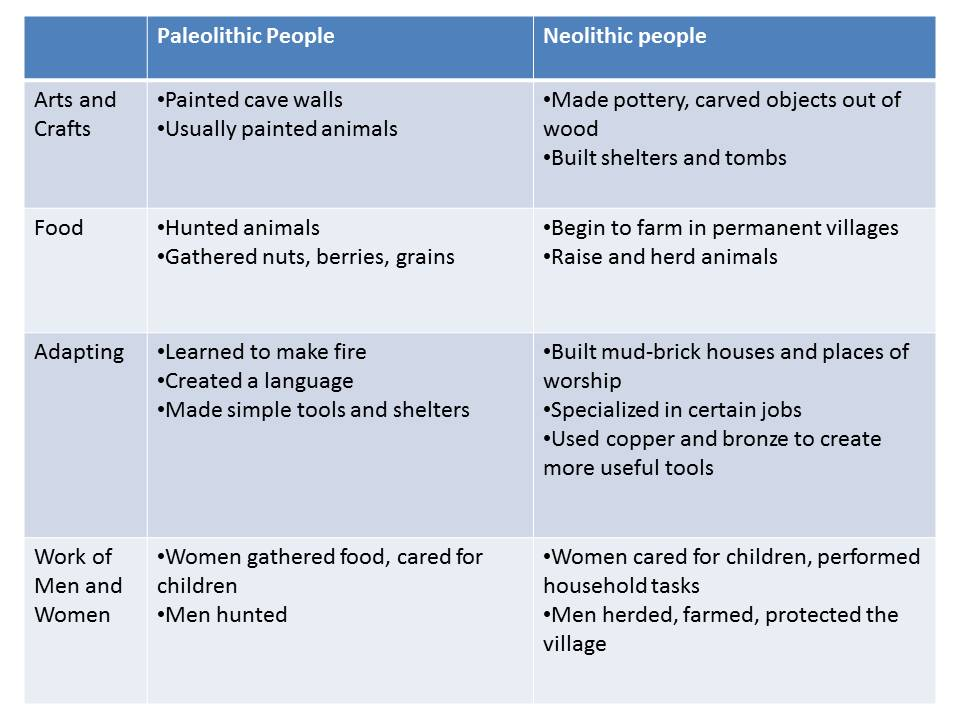 Paleolithic People
Neolithic people
Arts and
Crafts
•Painted cave walls
•Usually painted animals
•Made pottery, carved objects out of
wood
•Built shelters and tombs
Food
•Hunted animals
•Gathered nuts, berries, grains
•Begin to farm in permanent villages
•Raise and herd animals
Adapting
•Learned to make fire
•Created a language
•Made simple tools and shelters
•Built mud-brick houses and places of
worship
•Specialized in certain jobs
•Used copper and bronze to create
more useful tools
Work of
Men and
Women
•Women gathered food, cared for
children
•Men hunted
•Women cared for children, performed
household tasks
•Men herded, farmed, protected the
village